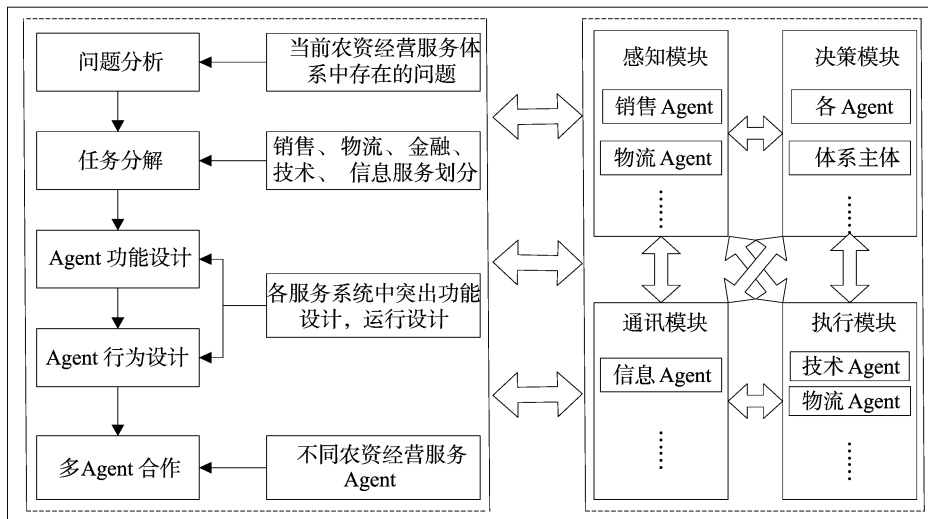 问题分析
当前农资经营服务体
系中存在的问题
任务分解
销售、物流、金融、
技术、信息服务划分
Agent 功能设计
各服务系统中突出功能
设计，运行设计
Agent 行为设计
多Agent 合作
不同农资经营服务
Agent
感知模块
销售 Agent
物流 Agent
······
决策模块
各 Agent
体系主体
······
通讯模块
信息 Agent
······
执行模块
技术 Agent
物流 Agent
······